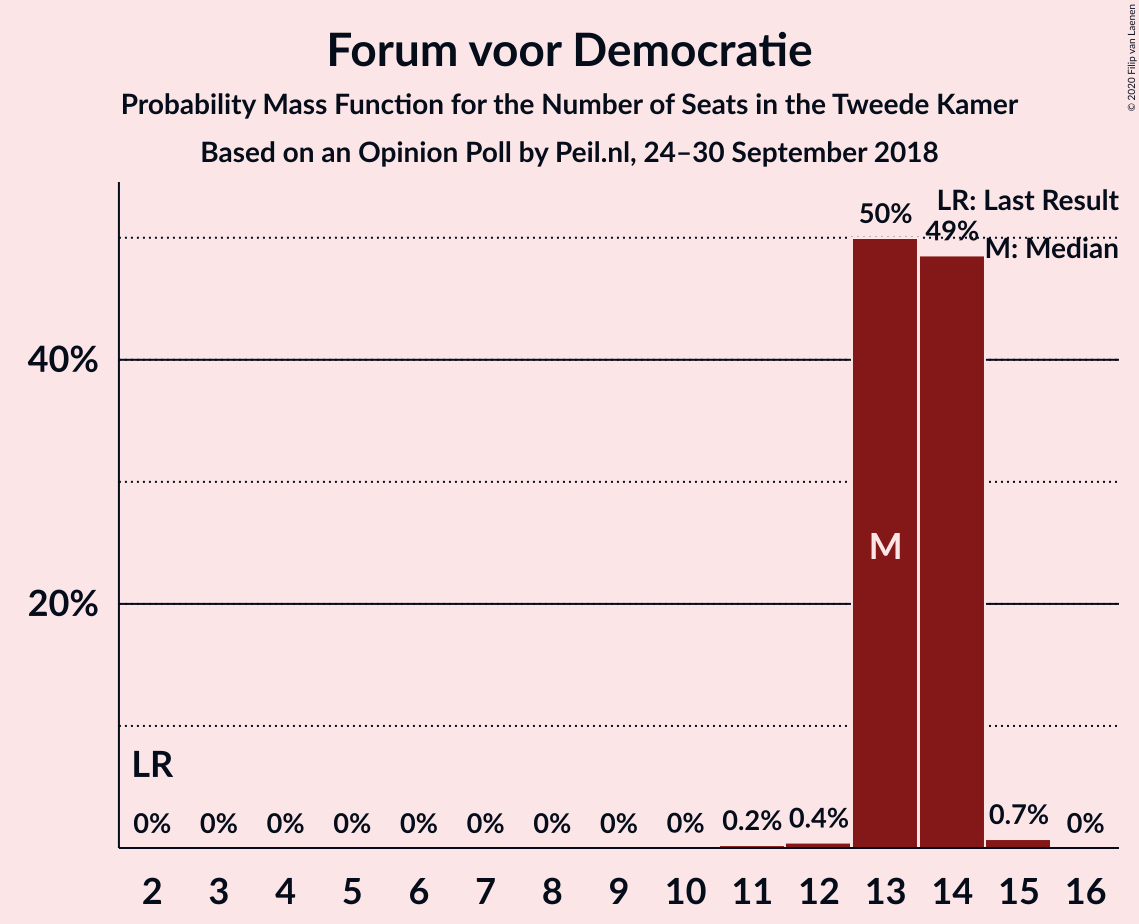 Forum voor Democratie
Probability Mass Function for the Number of Seats in the Tweede Kamer
Based on an Opinion Poll by Peil.nl, 24–30 September 2018
© 2020 Filip van Laenen
LR: Last Result
M: Median
50%
49%
40%
20%
M
LR
0% 0% 0% 0% 0% 0% 0% 0% 0% 0.2% 0.4% 0.7% 0%
2 3 4 5 6 7 8 9 10 11 12 13 14 15 16